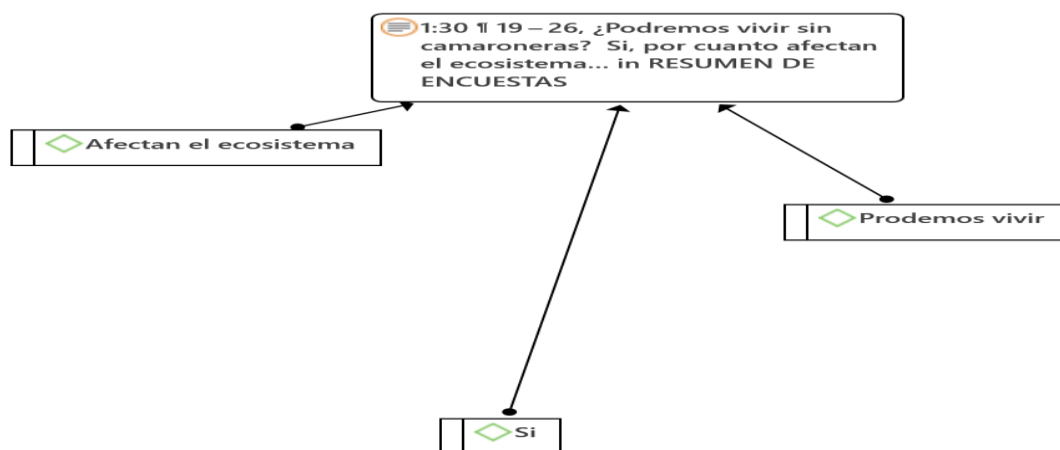 1:30 ¶ 19 – 26, ¿Podremos vivir sin
camaroneras? Si, por cuanto afectan
el ecosistema... in RESUMEN DE
ENCUESTAS
Afectan el ecosistema
Prodemos vivir
Si